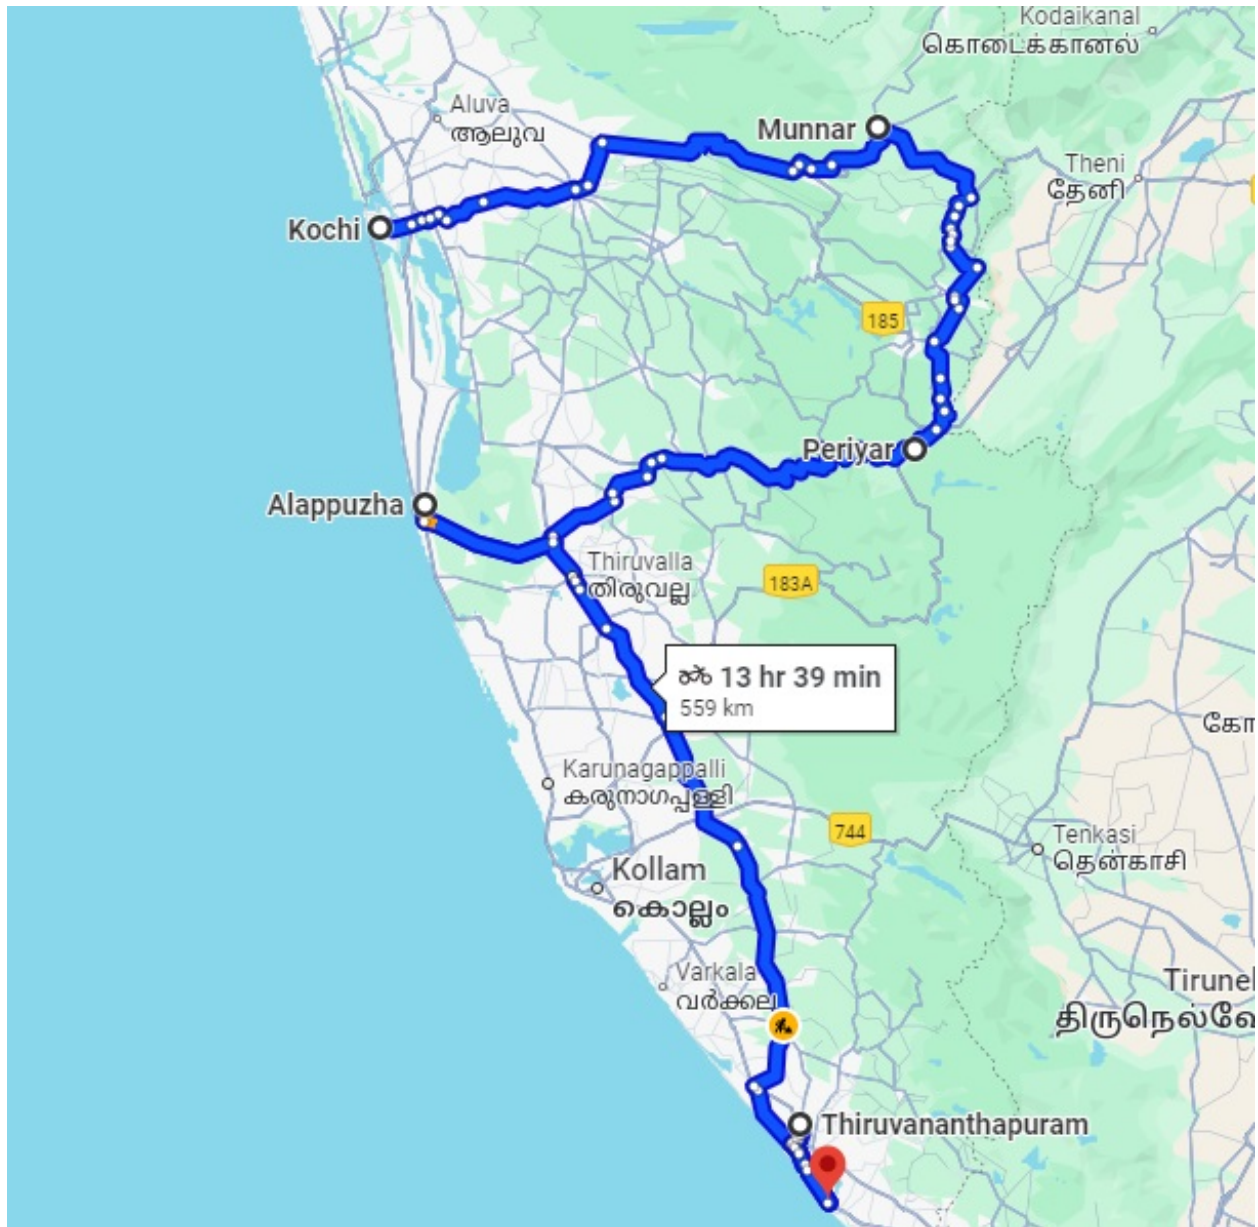 Kodaikanal
கொடைக்கானல்
Aluva
ആലുവ
Munnar
Theni
தேனி
Kochi
185
Periyar
Alappuzha
Thiruvalla
തിരുവല്ല
183A
13 hr 39 min
559 km
கோ
Karunagappalli
കരുനാഗപ്പള്ളി
744
Tenkasi
தென்காசி
Kollam
കൊല്ലം
Varkala
വർക്കല
Tirunel
திருநெல்வே
Thiruvananthapuram